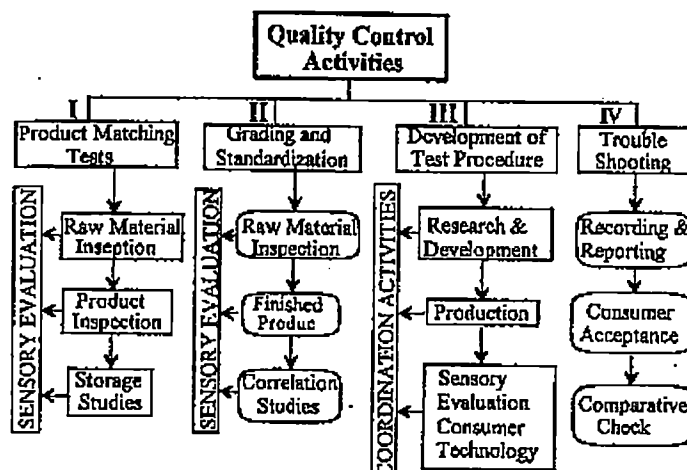 Quality Control
Activities
I
Product Matching
Tests
SENSORY EVALUATION
Raw Material
Insection
Product
Inspection
Storage
Studies
II
Grading and
Standardization
SENSORY EVALUATION
Raw Material
Inspection
Finished
Produc
Correlation
Studies
III
Development of
Test Procedure
COORDINATION ACTIVITIES
Research &
Development
Production
Sensory
Evaluation
Consumer
Technology
IV
Trouble
Shooting
Recording &
Reporting
Consumer
Acceptance
Comparative
Check